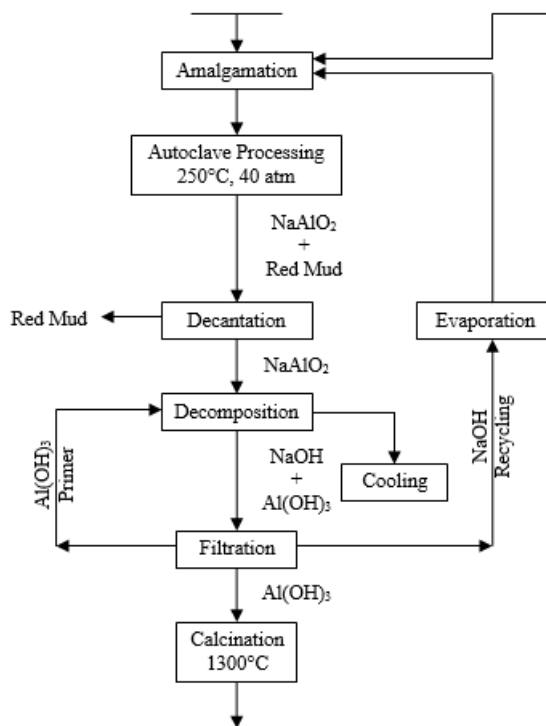 Amalgamation
Autoclave Processing
250°C, 40 atm
NaAlO₂
+
Red Mud
Red Mud
Decantation
Evaporation
NaAlO₂
Decomposition
Al(OH)₃
Primer
NaOH
+
Al(OH)₃
Cooling
NaOH
Recycling
Filtration
Al(OH)₃
Calcination
1300°C